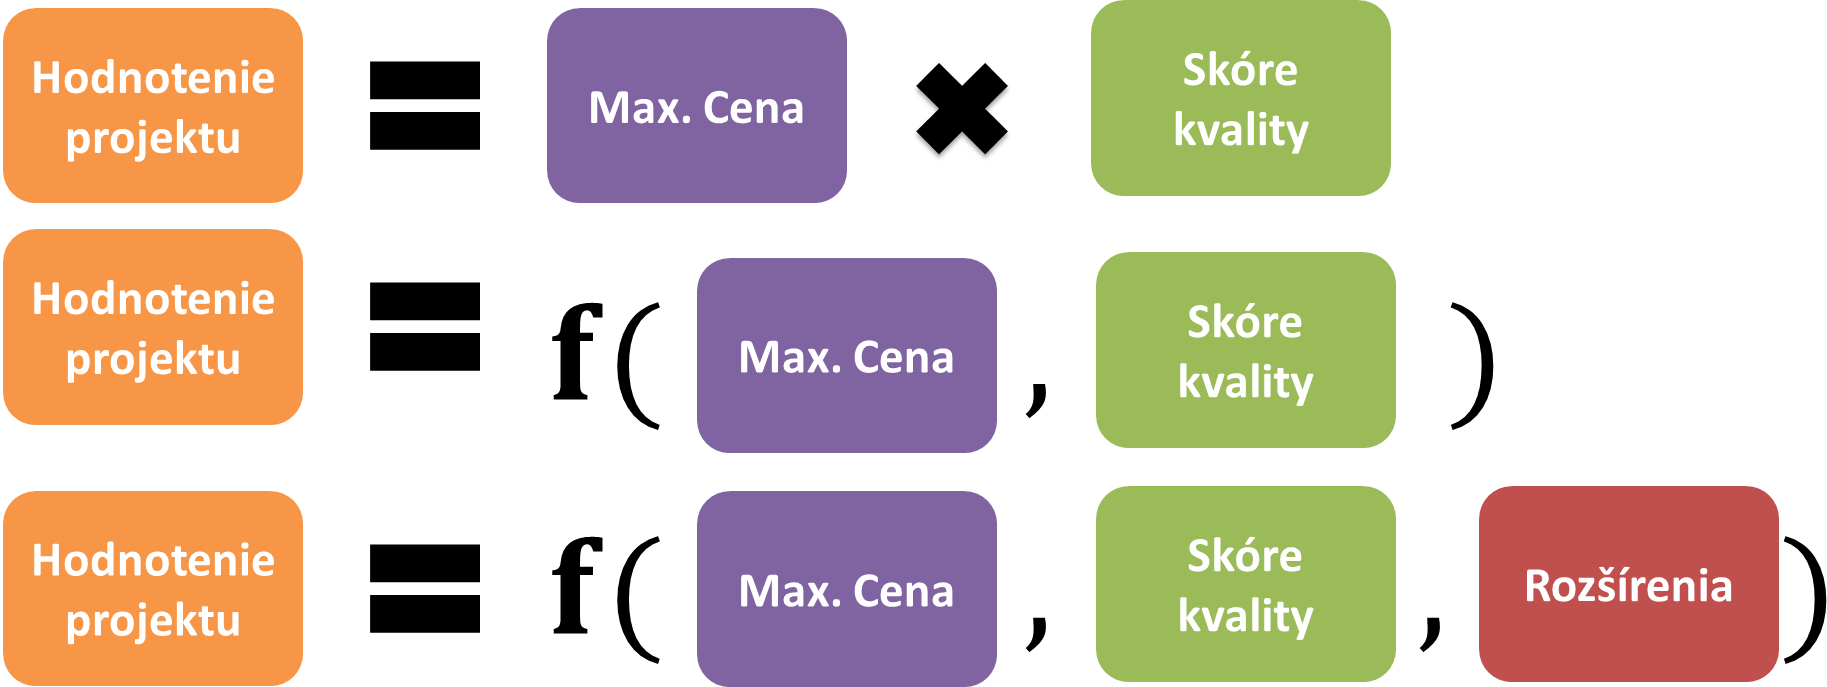 Hodnotenie
projektu
=
Max. Cena
✖
Skóre
kvality
Hodnotenie
projektu
=
f(
Max. Cena
,
Skóre
kvality
)
Hodnotenie
projektu
=
f(
Max. Cena
,
Skóre
kvality
,
Rozšírenia
)